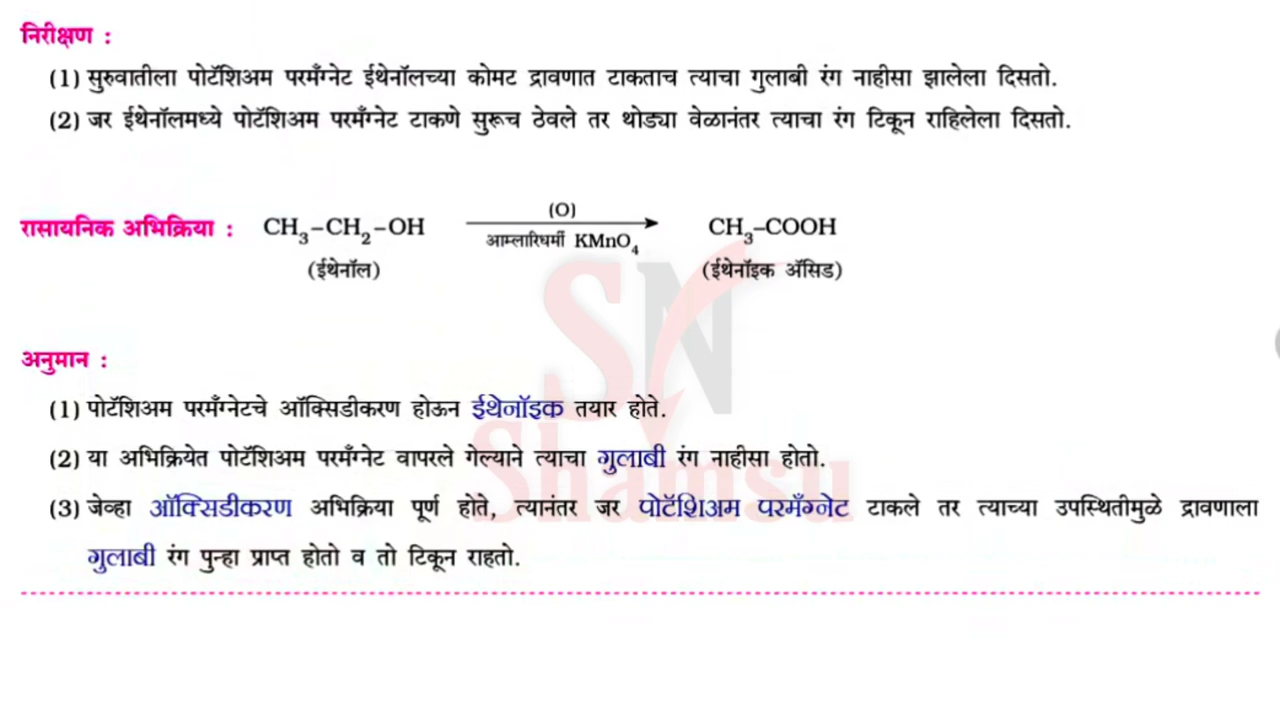 निरीक्षण :
(1) सुरुवातीला पोटॅशिअम परमँग्नेट ईथेनॉलच्या कोमट द्रावणात टाकताच त्याचा गुलाबी रंग नाहीसा झालेला दिसतो.
(2) जर ईथेनॉलमध्ये पोटॅशिअम परमँग्नेट टाकणे सुरूच ठेवले तर थोड्या वेळानंतर त्याचा रंग टिकून राहिलेला दिसतो.
रासायनिक अभिक्रिया : CH₃–CH₂–OH (O) CH₃–COOH
आम्लारिधर्मी KMnO₄
(ईथेनॉल) (ईथेनॉइक ॲसिड)
SN
Shamsu
अनुमान :
(1) पोटॅशिअम परमँग्नेटचे ऑक्सिडीकरण होऊन ईथेनॉइक तयार होते.
(2) या अभिक्रियेत पोटॅशिअम परमँग्नेट वापरले गेल्याने त्याचा गुलाबी रंग नाहीसा होतो.
(3) जेव्हा ऑक्सिडीकरण अभिक्रिया पूर्ण होते, त्यानंतर जर पोटॅशिअम परमँग्नेट टाकले तर त्याच्या उपस्थितीमुळे द्रावणाला
गुलाबी रंग पुन्हा प्राप्त होतो व तो टिकून राहतो.